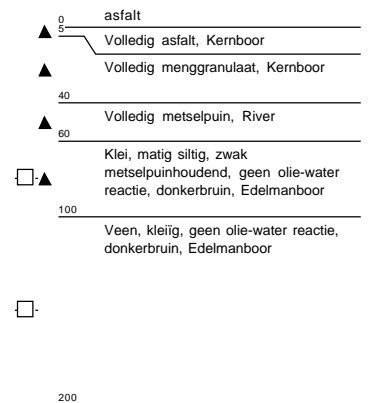 0 asfalt
5
Volledig asfalt, Kernboor
Volledig menggranulaat, Kernboor
40
Volledig metselpuin, River
60
Klei, matig siltig, zwak
metselpuinhoudend, geen olie-water
reactie, donkerbruin, Edelmanboor
100
Veen, kleiïg, geen olie-water reactie,
donkerbruin, Edelmanboor
200